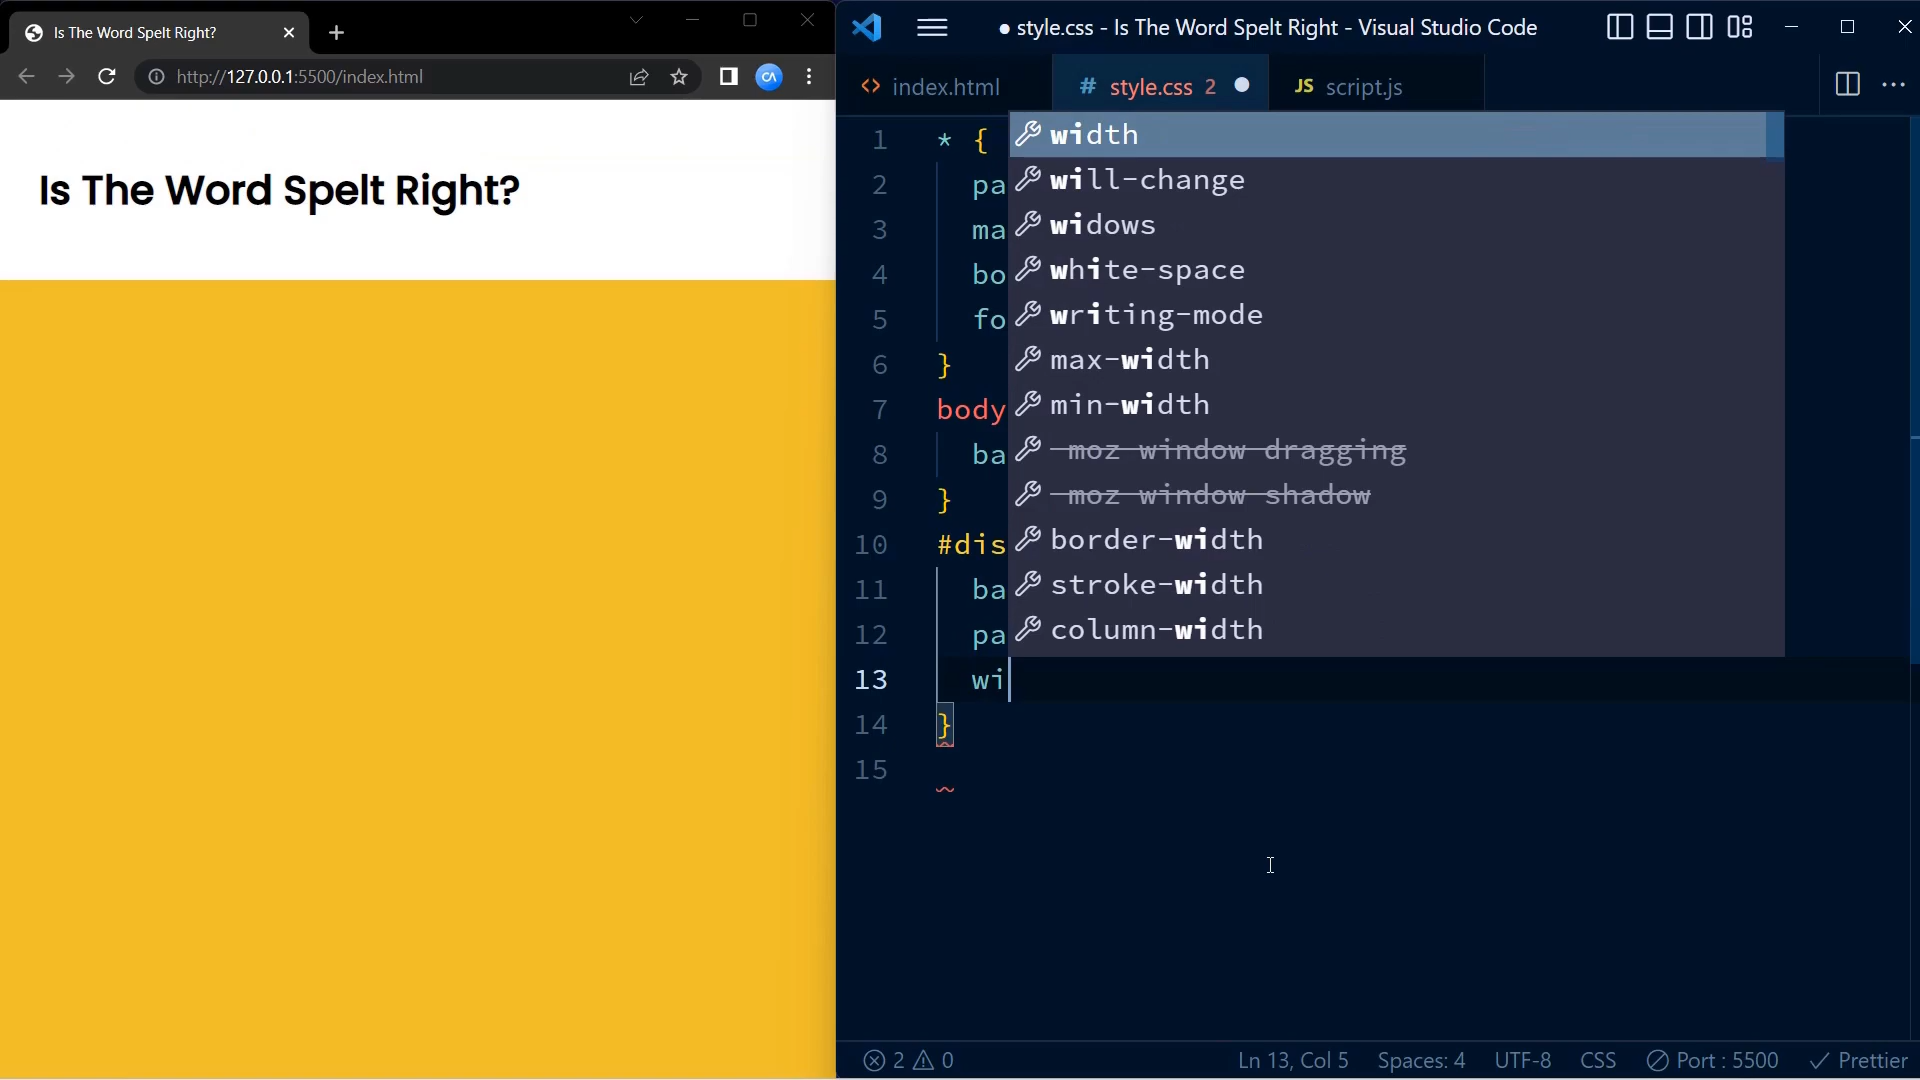 Is The Word Spelt Right?
http://127.0.0.1:5500/index.html
CA
Is The Word Spelt Right?
● style.css - Is The Word Spelt Right - Visual Studio Code
<> index.html
# style.css 2 ●
JS script.js
1 * {
2 pa
3 ma
4 bo
5 fo
6 }
7 body
8 ba
9 }
10 #dis
11 ba
12 pa
13 wi
14 }
15
width
will-change
widows
white-space
writing-mode
max-width
min-width
-moz-window-dragging
-moz-window-shadow
border-width
stroke-width
column-width
2 0
Ln 13, Col 5 Spaces: 4 UTF-8 CSS Port : 5500 Prettier